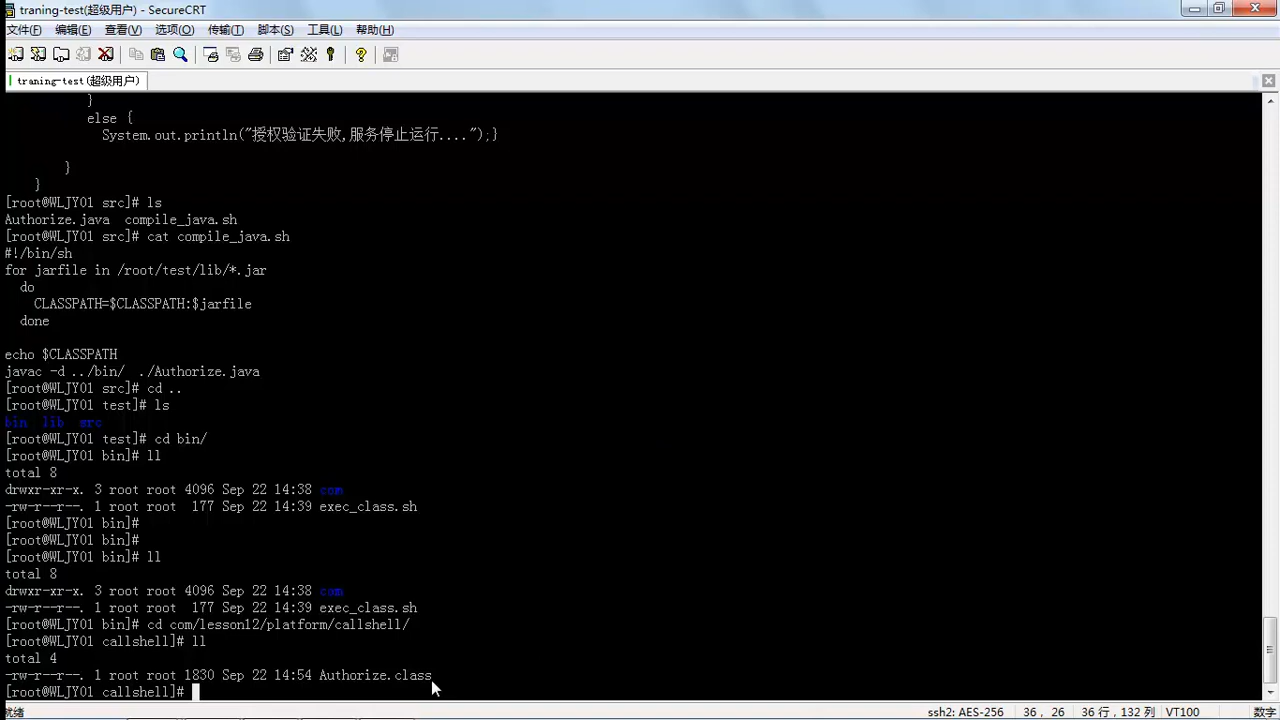 traning-test(超级用户) - SecureCRT
文件(F) 编辑(E) 查看(V) 选项(O) 传输(T) 脚本(S) 工具(L) 帮助(H)
traning-test(超级用户)
}
else {
System.out.println("授权验证失败,服务停止运行....");}
}
}
[root@WLJY01 src]# ls
Authorize.java  compile_java.sh
[root@WLJY01 src]# cat compile_java.sh
#!/bin/sh
for jarfile in /root/test/lib/*.jar
do
CLASSPATH=$CLASSPATH:$jarfile
done
echo $CLASSPATH
javac -d ../bin/ ./Authorize.java
[root@WLJY01 src]# cd ..
[root@WLJY01 test]# ls
bin  lib  src
[root@WLJY01 test]# cd bin/
[root@WLJY01 bin]# ll
total 8
drwxr-xr-x. 3 root root 4096 Sep 22 14:38 com
-rw-r--r--. 1 root root  177 Sep 22 14:39 exec_class.sh
[root@WLJY01 bin]#
[root@WLJY01 bin]#
[root@WLJY01 bin]# ll
total 8
drwxr-xr-x. 3 root root 4096 Sep 22 14:38 com
-rw-r--r--. 1 root root  177 Sep 22 14:39 exec_class.sh
[root@WLJY01 bin]# cd com/lesson12/platform/callshell/
[root@WLJY01 callshell]# ll
total 4
-rw-r--r--. 1 root root 1830 Sep 22 14:54 Authorize.class
[root@WLJY01 callshell]#
就绪 ssh2: AES-256 36, 26 36 行, 132 列 VT100 数字